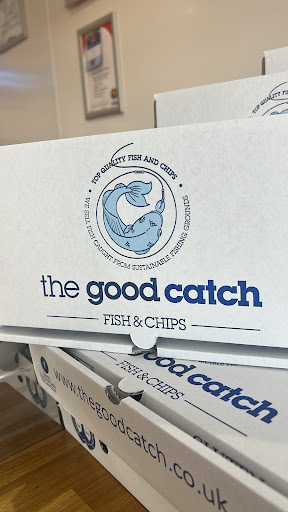 • TOP QUALITY FISH AND CHIPS •
WE SELL FISH CAUGHT FROM SUSTAINABLE FISHING GROUNDS
the good catch
FISH & CHIPS
the good catch
FISH & CHIPS
www.thegoodcatch.co.uk